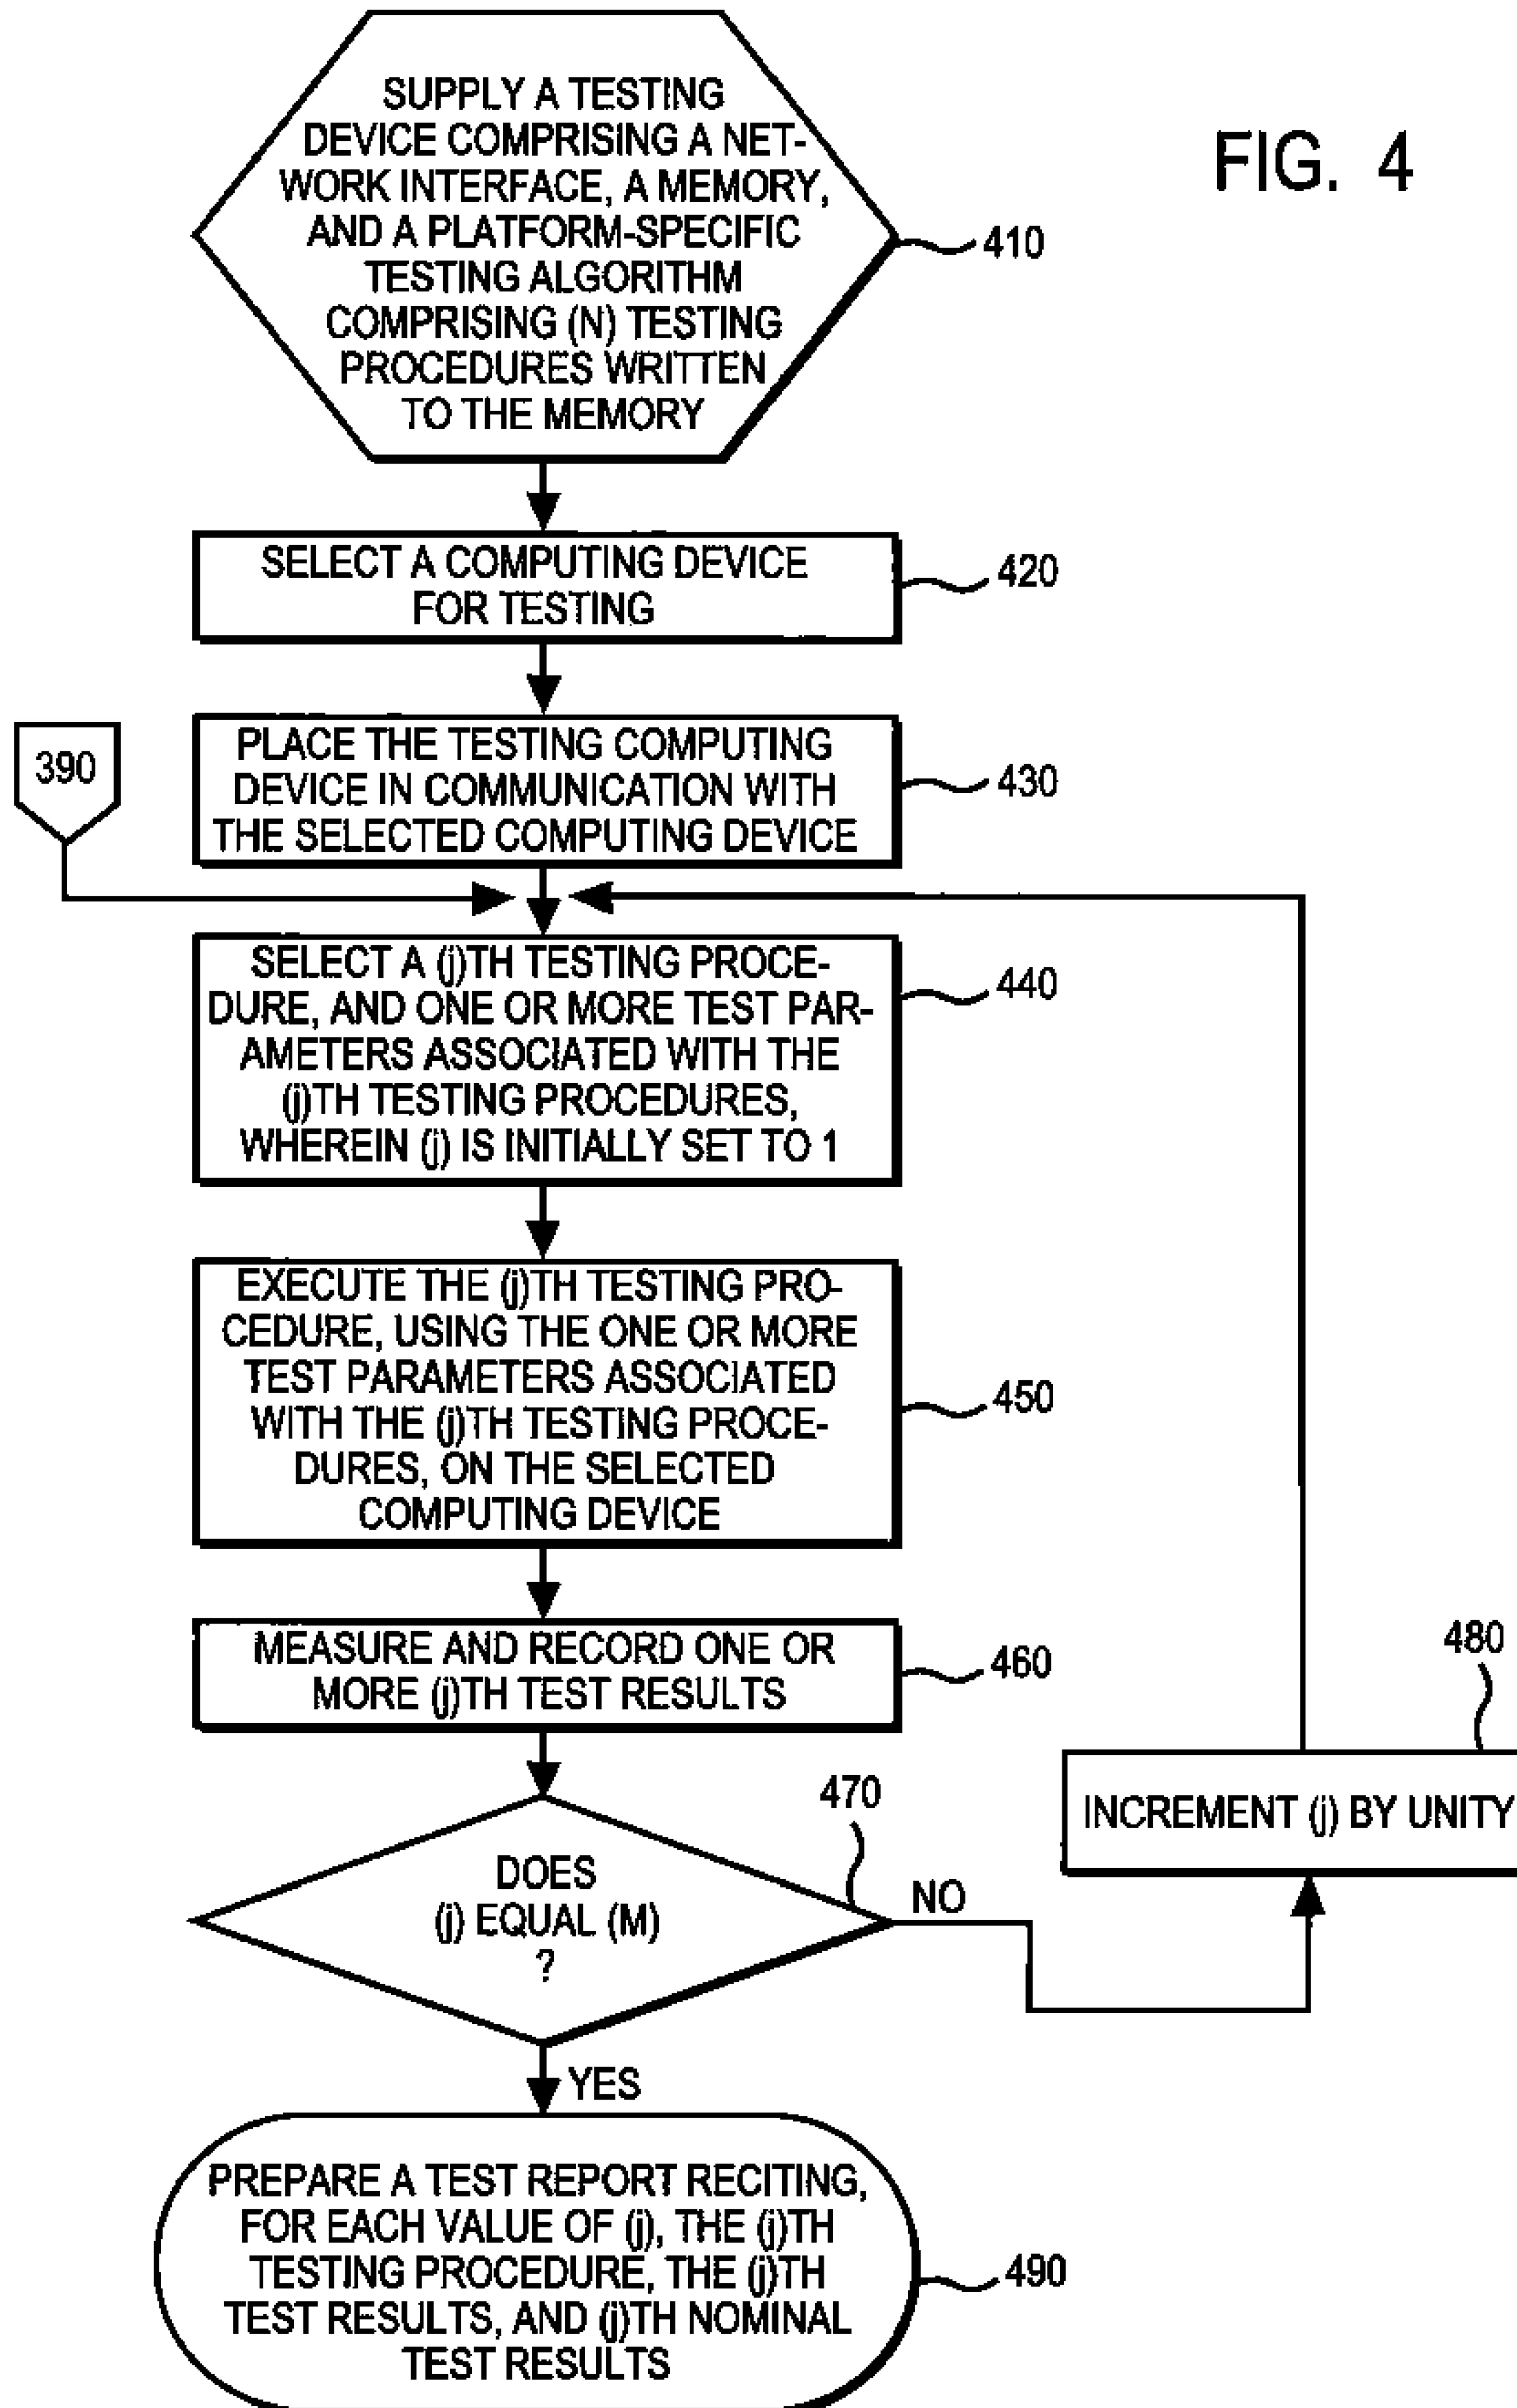 FIG. 4
SUPPLY A TESTING
DEVICE COMPRISING A NET-
WORK INTERFACE, A MEMORY,
AND A PLATFORM-SPECIFIC
TESTING ALGORITHM
COMPRISING (N) TESTING
PROCEDURES WRITTEN
TO THE MEMORY
410
SELECT A COMPUTING DEVICE
FOR TESTING
420
PLACE THE TESTING COMPUTING
DEVICE IN COMMUNICATION WITH
THE SELECTED COMPUTING DEVICE
430
390
SELECT A (j)TH TESTING PROCE-
DURE, AND ONE OR MORE TEST PAR-
AMETERS ASSOCIATED WITH THE
(j)TH TESTING PROCEDURES,
WHEREIN (j) IS INITIALLY SET TO 1
440
EXECUTE THE (j)TH TESTING PRO-
CEDURE, USING THE ONE OR MORE
TEST PARAMETERS ASSOCIATED
WITH THE (j)TH TESTING PROCE-
DURES, ON THE SELECTED
COMPUTING DEVICE
450
MEASURE AND RECORD ONE OR
MORE (j)TH TEST RESULTS
460
DOES
(j) EQUAL (M)
?
470
NO
480
INCREMENT (j) BY UNITY
YES
PREPARE A TEST REPORT RECITING,
FOR EACH VALUE OF (j), THE (j)TH
TESTING PROCEDURE, THE (j)TH
TEST RESULTS, AND (j)TH NOMINAL
TEST RESULTS
490